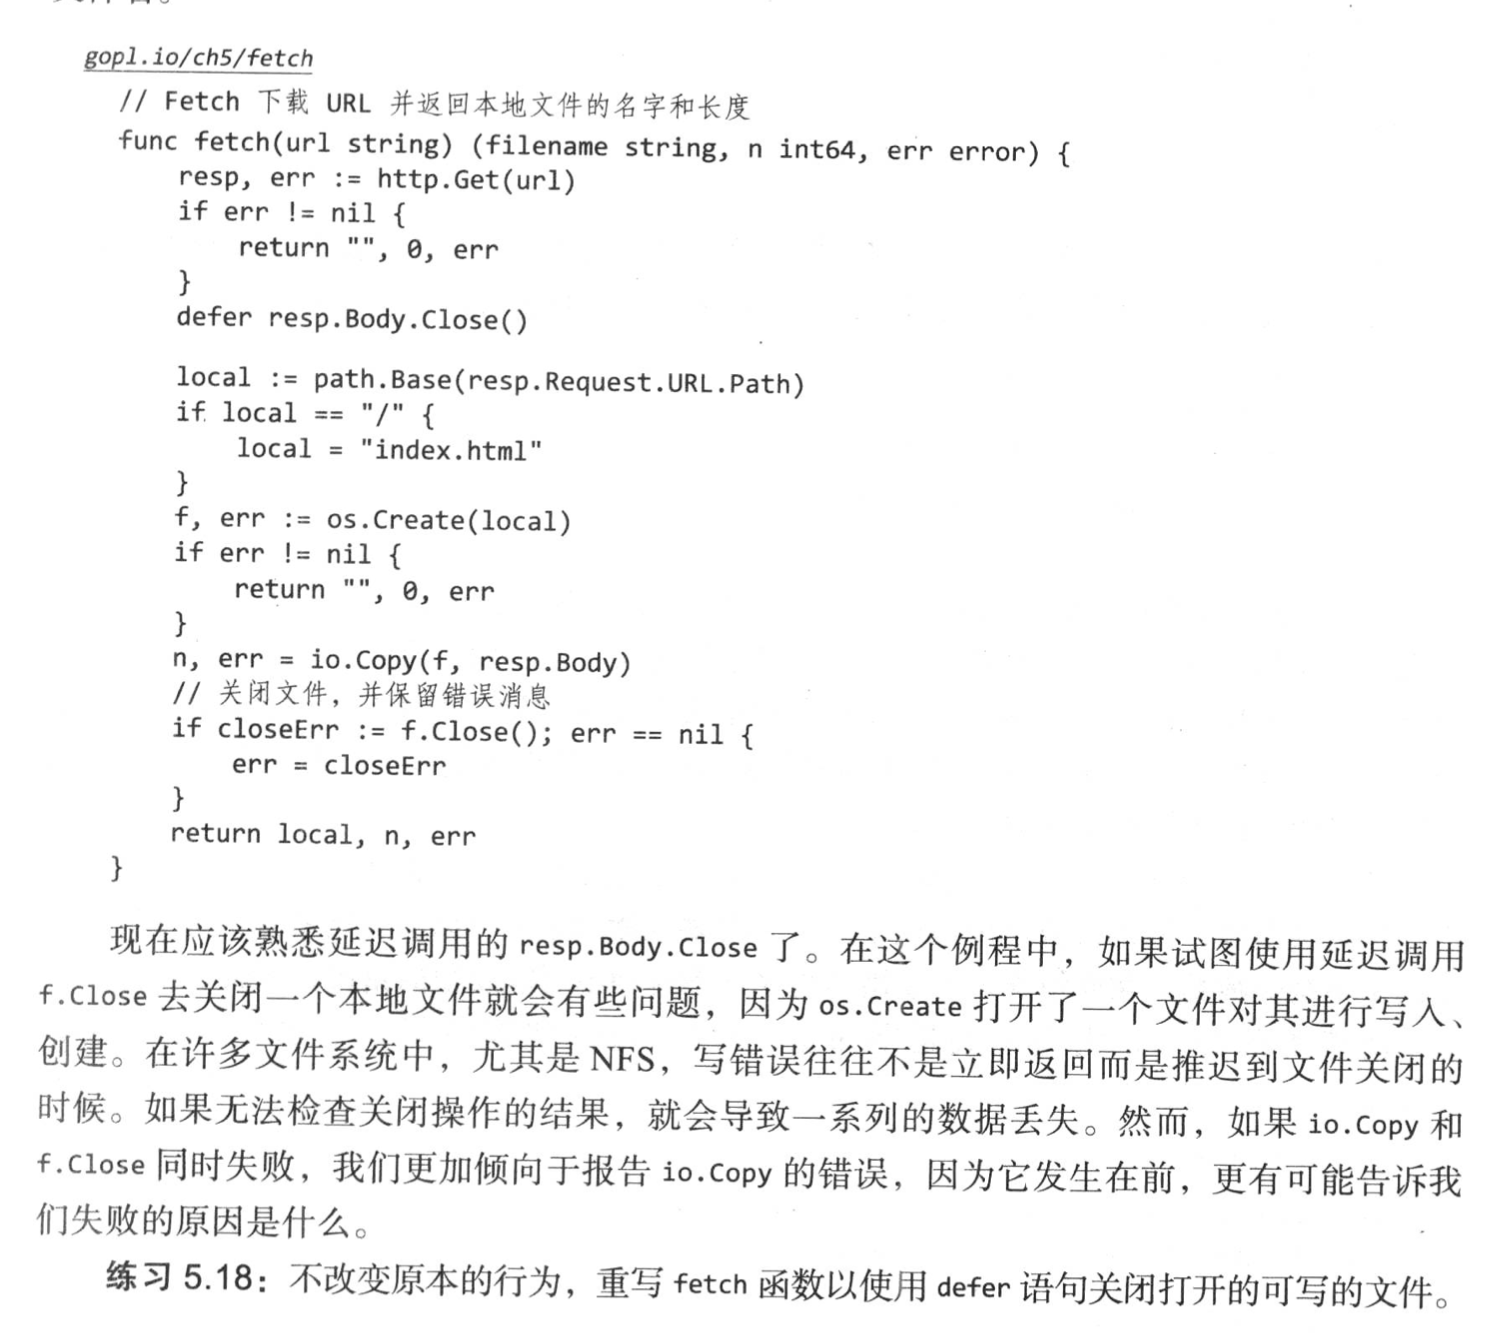 gopl.io/ch5/fetch
// Fetch 下载 URL 并返回本地文件的名字和长度
func fetch(url string) (filename string, n int64, err error) {
resp, err := http.Get(url)
if err != nil {
return "", 0, err
}
defer resp.Body.Close()
local := path.Base(resp.Request.URL.Path)
if local == "/" {
local = "index.html"
}
f, err := os.Create(local)
if err != nil {
return "", 0, err
}
n, err = io.Copy(f, resp.Body)
// 关闭文件，并保留错误消息
if closeErr := f.Close(); err == nil {
err = closeErr
}
return local, n, err
}
现在应该熟悉延迟调用的 resp.Body.Close 了。在这个例程中，如果试图使用延迟调用
f.Close 去关闭一个本地文件就会有些问题，因为 os.Create 打开了一个文件对其进行写入、
创建。在许多文件系统中，尤其是 NFS，写错误往往不是立即返回而是推迟到文件关闭的
时候。如果无法检查关闭操作的结果，就会导致一系列的数据丢失。然而，如果 io.Copy 和
f.Close 同时失败，我们更加倾向于报告 io.Copy 的错误，因为它发生在前，更有可能告诉我
们失败的原因是什么。
练习 5.18：不改变原本的行为，重写 fetch 函数以使用 defer 语句关闭打开的可写的文件。